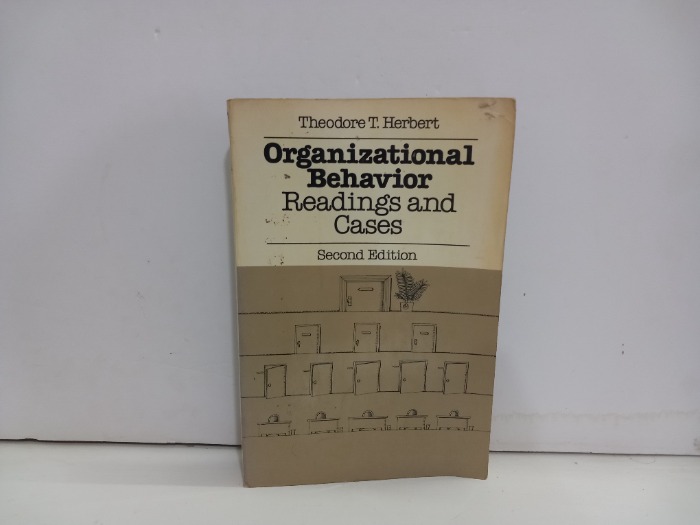 Theodore T. Herbert
Organizational
Behavior
Readings and
Cases
Second Edition